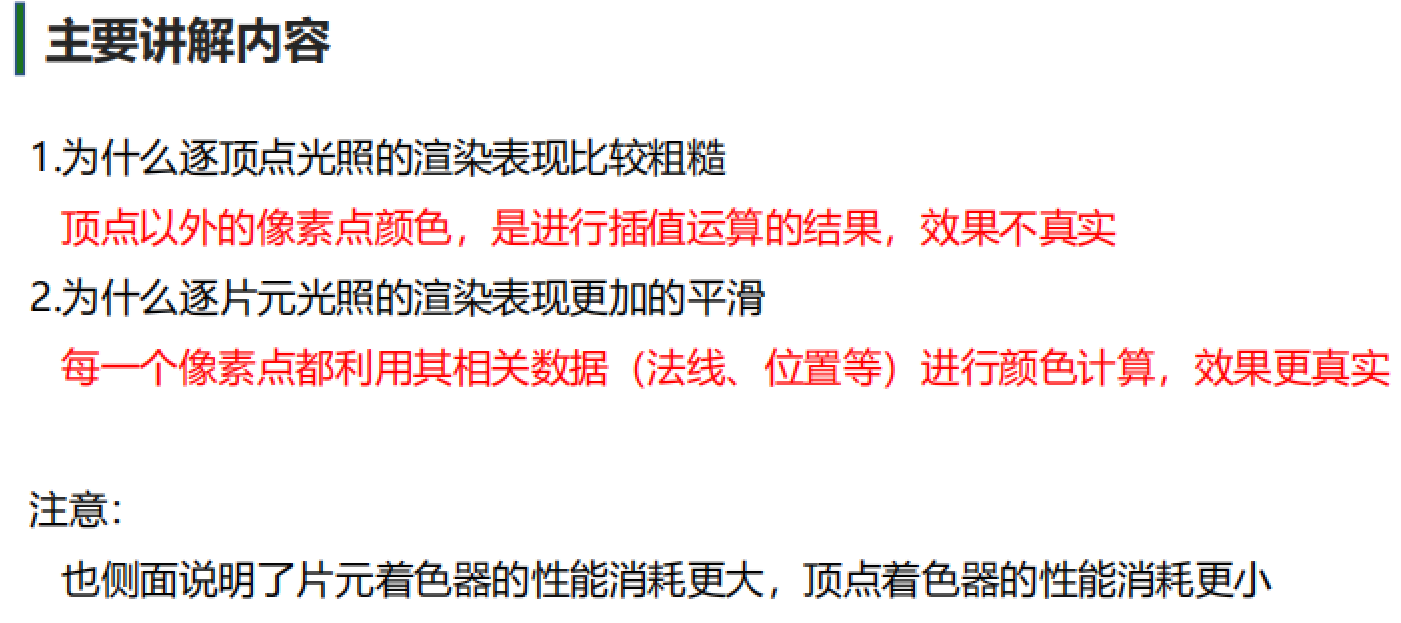 主要讲解内容
1.为什么逐顶点光照的渲染表现比较粗糙
顶点以外的像素点颜色，是进行插值运算的结果，效果不真实
2.为什么逐片元光照的渲染表现更加的平滑
每一个像素点都利用其相关数据（法线、位置等）进行颜色计算，效果更真实
注意：
也侧面说明了片元着色器的性能消耗更大，顶点着色器的性能消耗更小